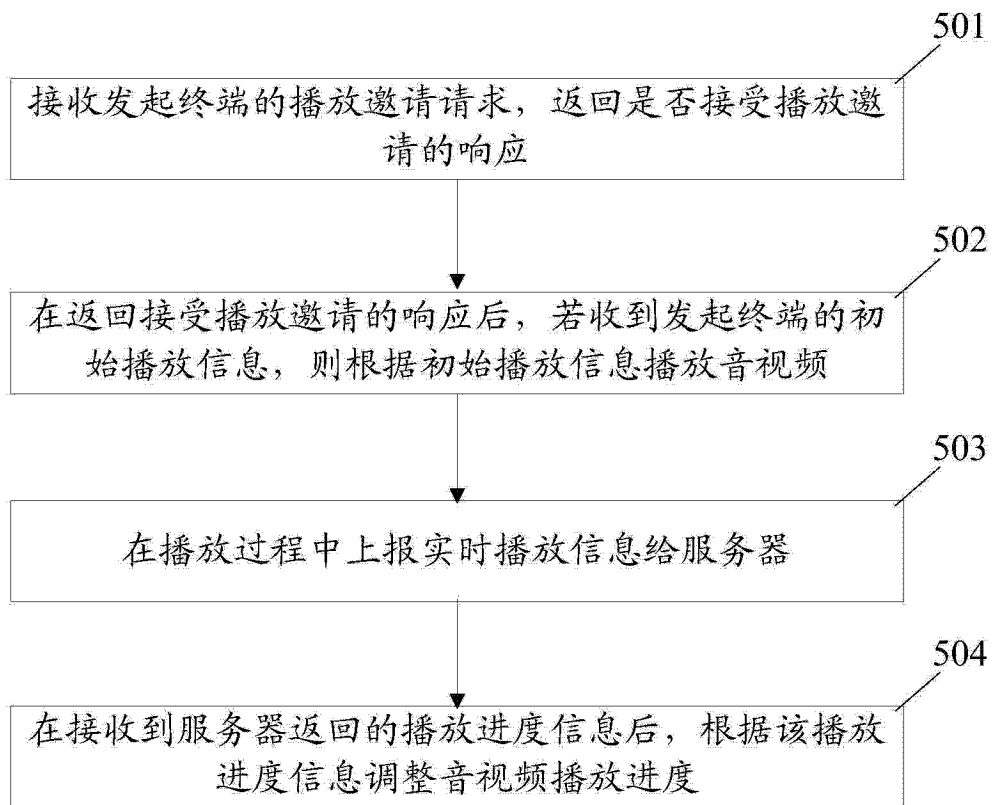 501
接收发起终端的播放邀请请求，返回是否接受播放邀
请的响应
502
在返回接受播放邀请的响应后，若收到发起终端的初
始播放信息，则根据初始播放信息播放音视频
503
在播放过程中上报实时播放信息给服务器
504
在接收到服务器返回的播放进度信息后，根据该播放
进度信息调整音视频播放进度